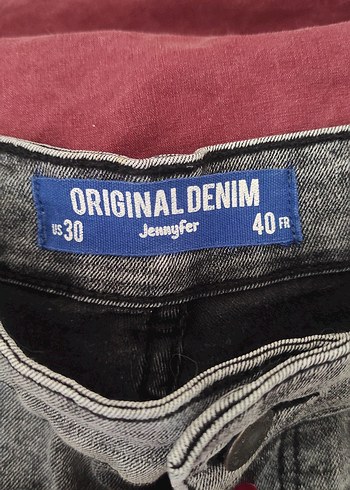 ORIGINAL DENIM
US 30 Jennyfer 40 FR